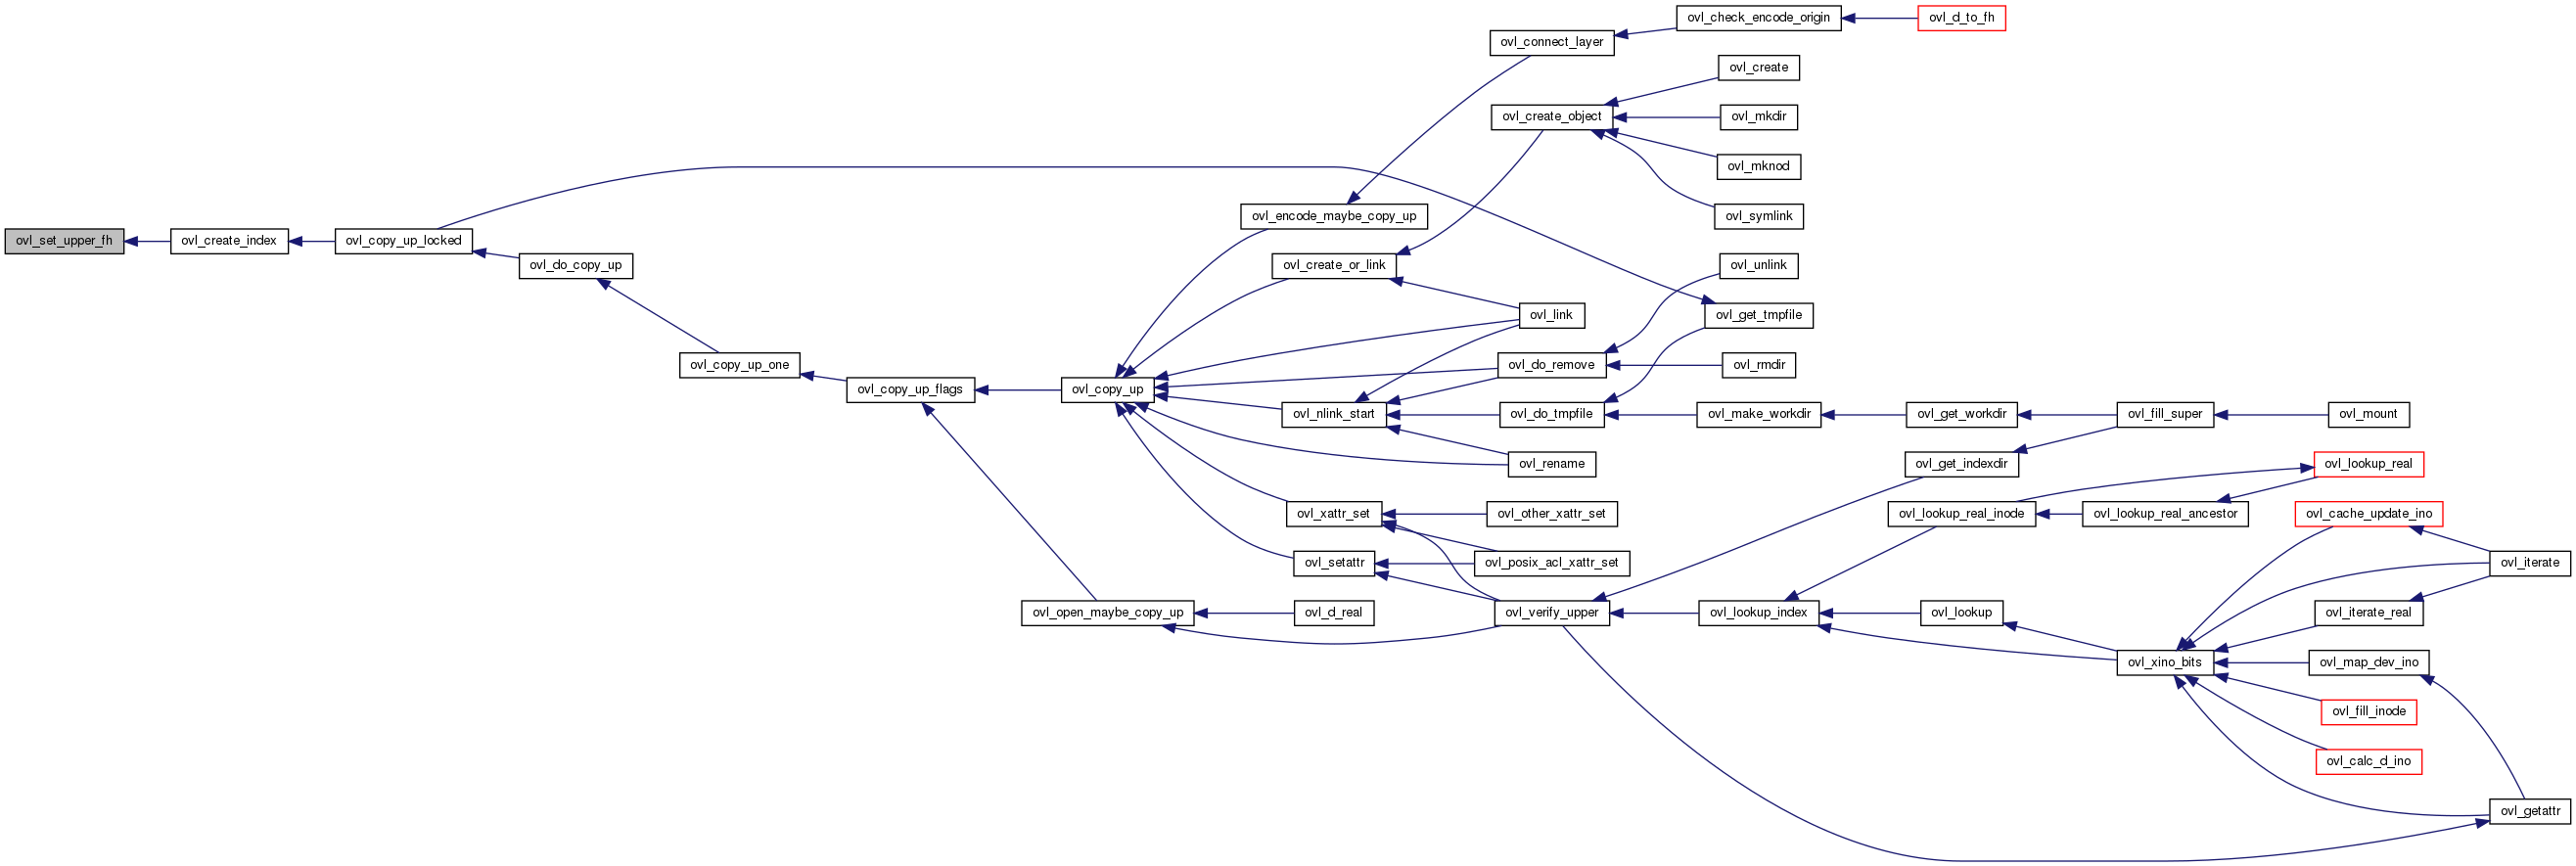 ovl_check_encode_origin
ovl_d_to_fh
ovl_connect_layer
ovl_create
ovl_create_object
ovl_mkdir
ovl_mknod
ovl_encode_maybe_copy_up
ovl_symlink
ovl_set_upper_fh
ovl_create_index
ovl_copy_up_locked
ovl_do_copy_up
ovl_create_or_link
ovl_unlink
ovl_link
ovl_get_tmpfile
ovl_copy_up_one
ovl_do_remove
ovl_rmdir
ovl_copy_up_flags
ovl_copy_up
ovl_nlink_start
ovl_do_tmpfile
ovl_make_workdir
ovl_get_workdir
ovl_fill_super
ovl_mount
ovl_rename
ovl_get_indexdir
ovl_lookup_real
ovl_xattr_set
ovl_other_xattr_set
ovl_lookup_real_inode
ovl_lookup_real_ancestor
ovl_cache_update_ino
ovl_setattr
ovl_posix_acl_xattr_set
ovl_iterate
ovl_open_maybe_copy_up
ovl_d_real
ovl_verify_upper
ovl_lookup_index
ovl_lookup
ovl_iterate_real
ovl_xino_bits
ovl_map_dev_ino
ovl_fill_inode
ovl_calc_d_ino
ovl_getattr